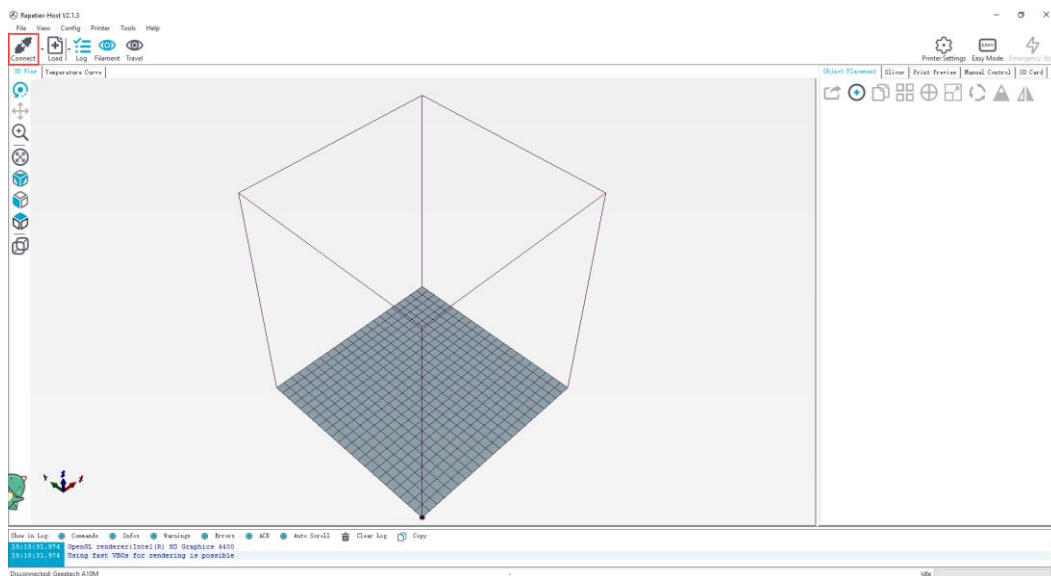 Repetier-Host V2.1.3
File View Config Printer Tools Help
Connect Load Log Filament Travel
Printer Settings Easy Mode Emergency Sto
EASY
3D View Temperature Curve
Object Placement Slicer Print Preview Manual Control SD Card
Show in Log: Commands Infos Warnings Errors ACK Auto Scroll Clear Log Copy
15:18:31.974 OpenGL renderer:Intel(R) HD Graphics 4400
15:18:31.974 Using fast VBOs for rendering is possible
Disconnected: Geeetech A10M - Idle